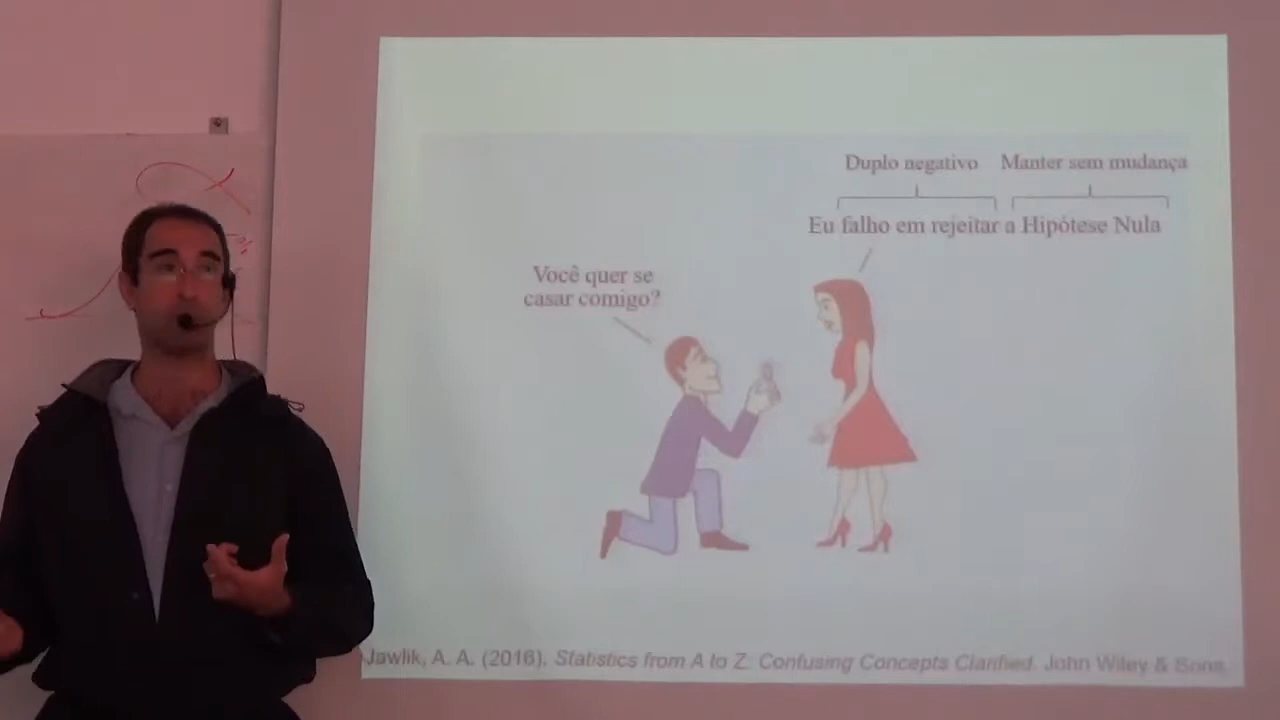 Duplo negativo Manter sem mudança
Eu falho em rejeitar a Hipótese Nula
Você quer se
casar comigo?
Jawlik, A. A. (2016). Statistics from A to Z: Confusing Concepts Clarified. John Wiley & Sons.